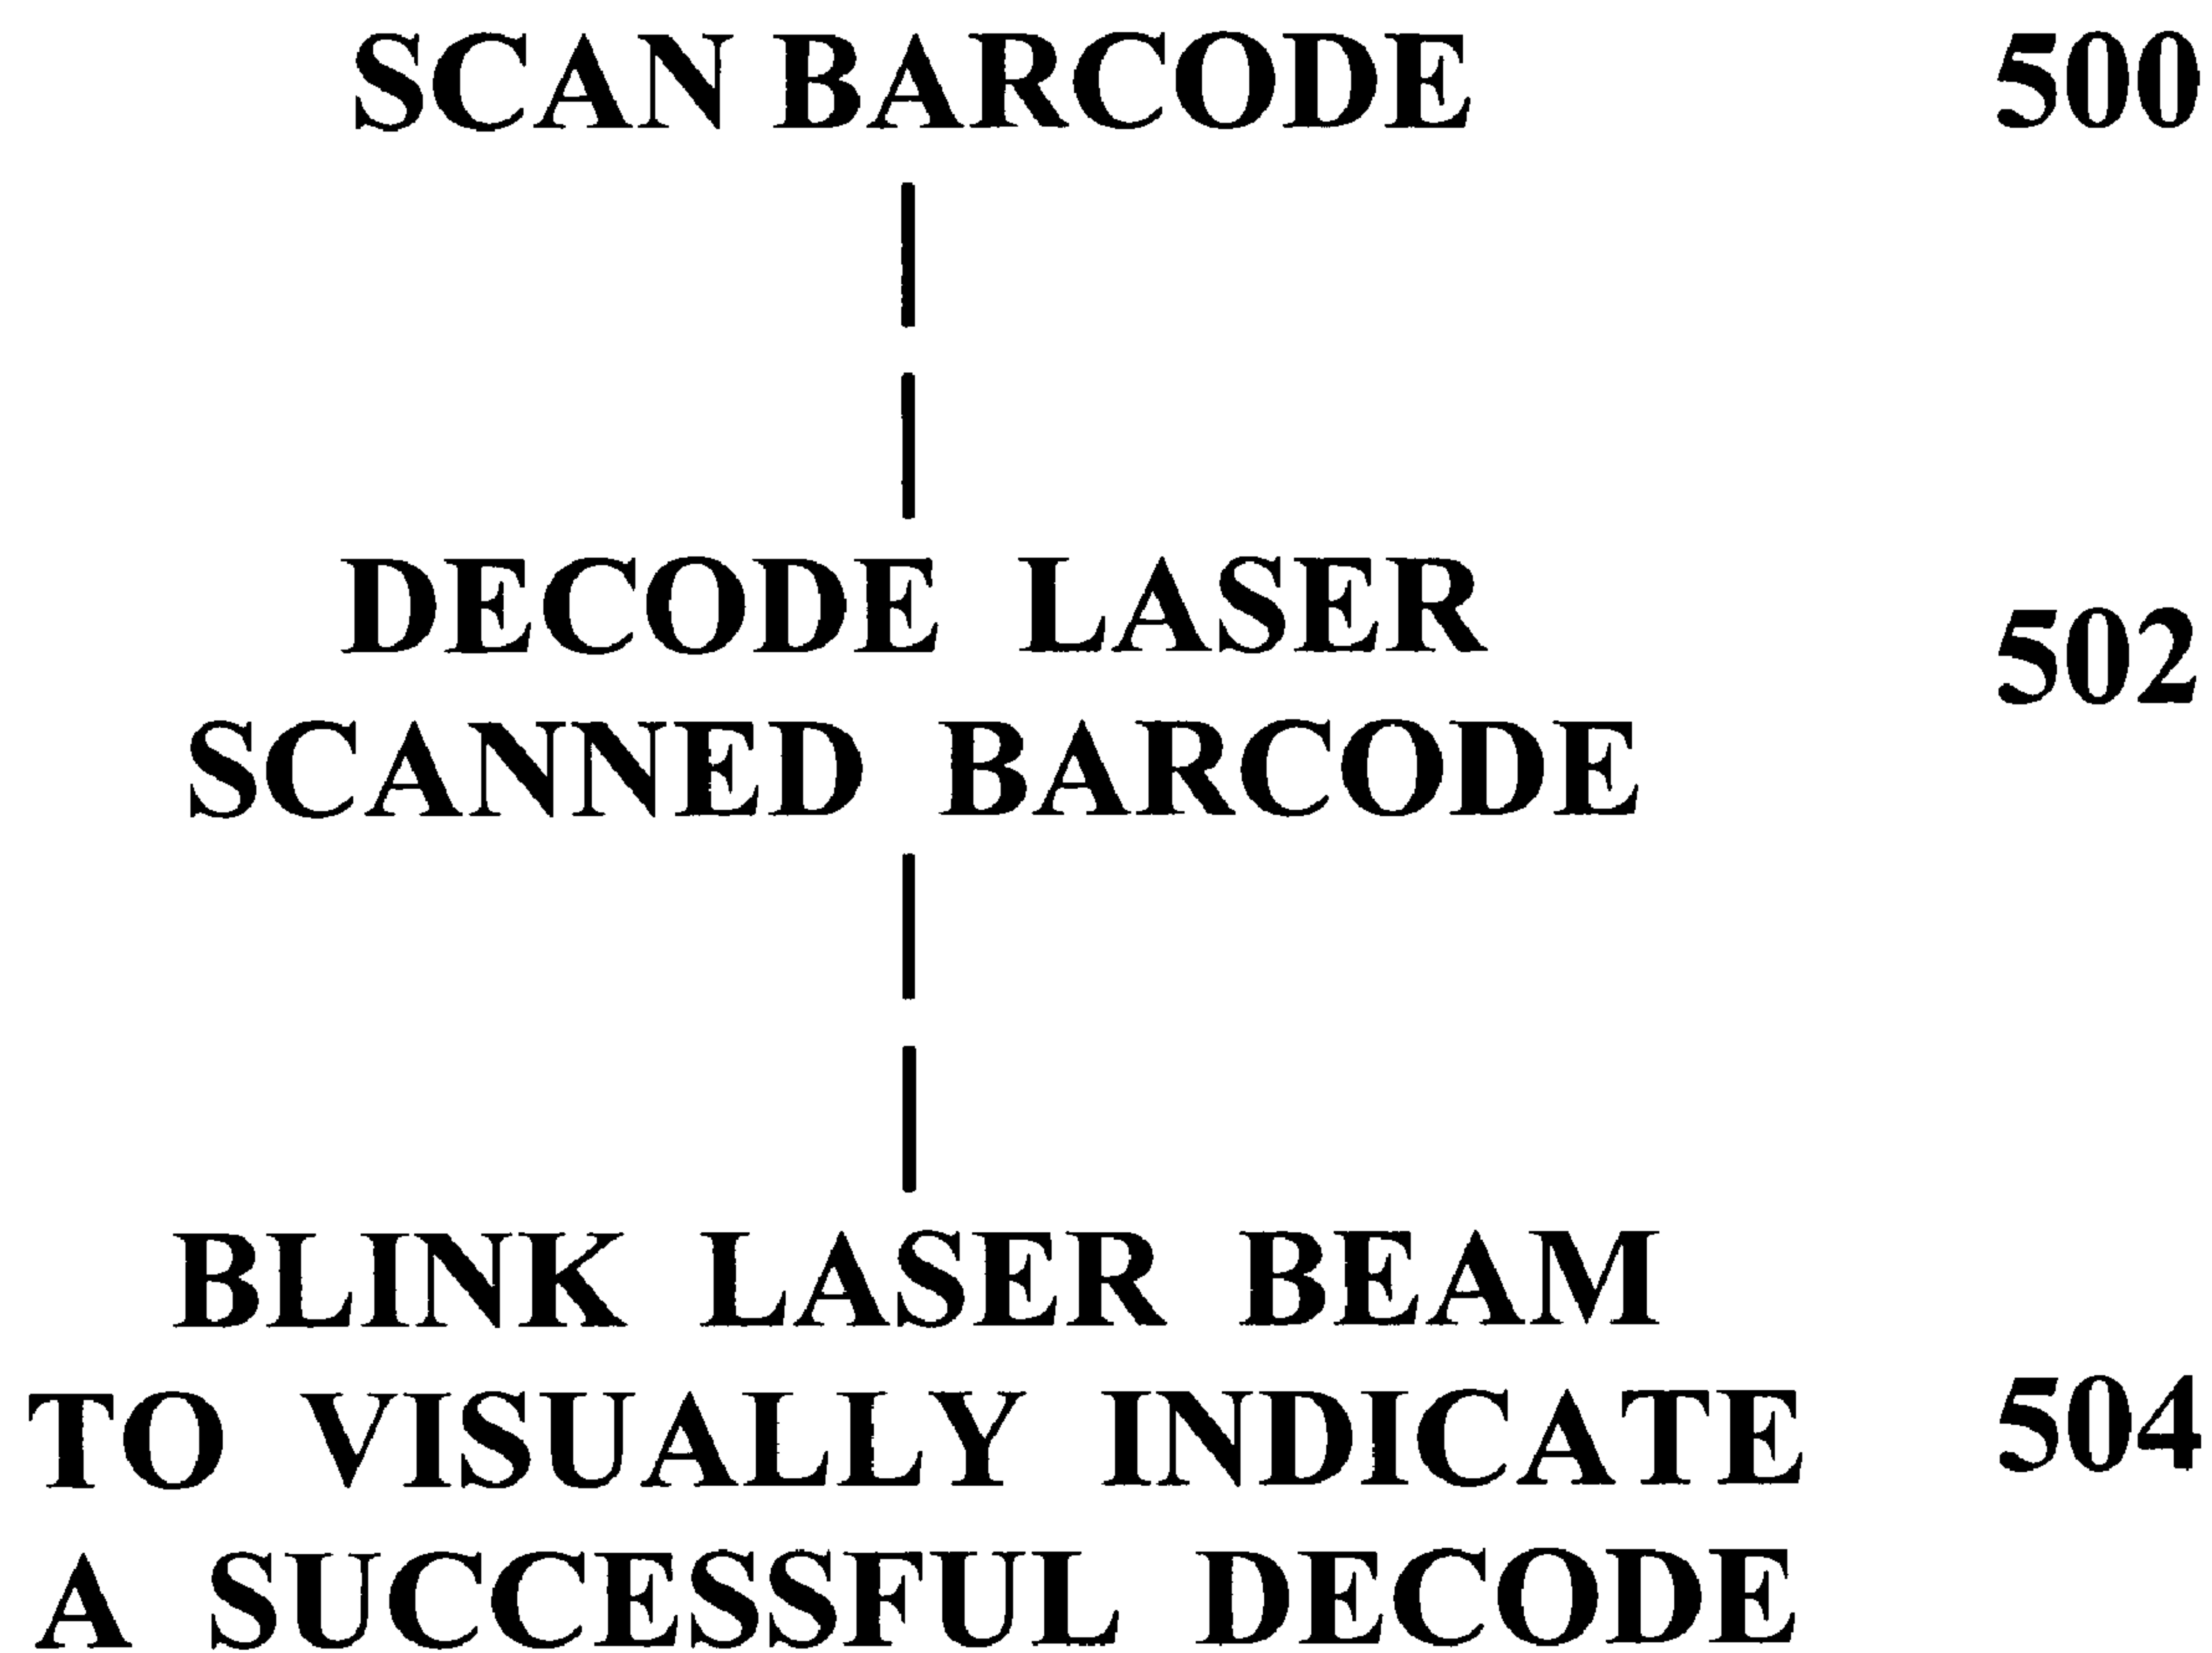 SCAN BARCODE 500
DECODE LASER
502
SCANNED BARCODE
BLINK LASER BEAM
TO VISUALLY INDICATE 504
A SUCCESSFUL DECODE